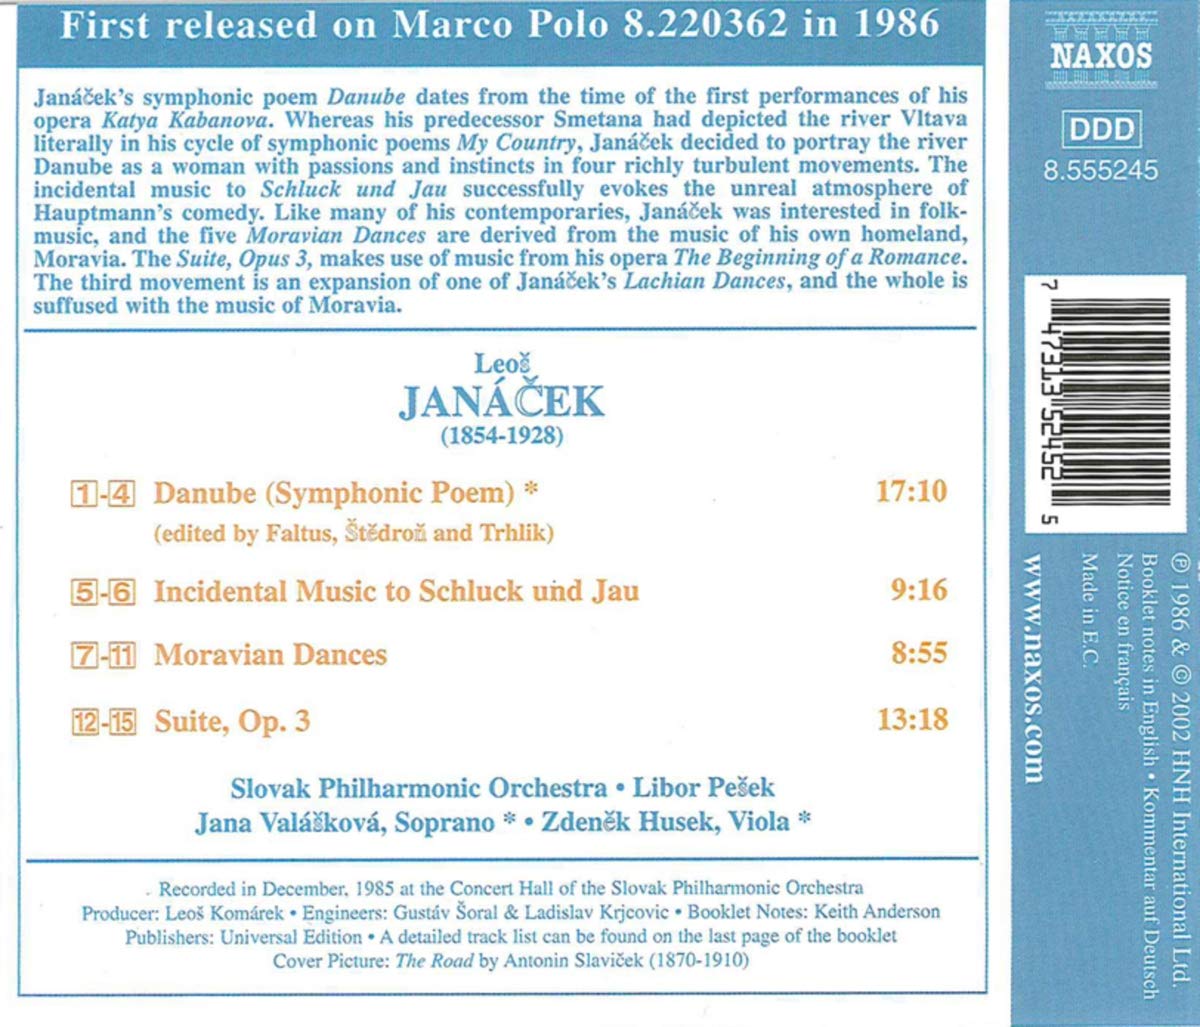 First released on Marco Polo 8.220362 in 1986
Janáček's symphonic poem Danube dates from the time of the first performances of his
opera Katya Kabanova. Whereas his predecessor Smetana had depicted the river Vltava
literally in his cycle of symphonic poems My Country, Janáček decided to portray the river
Danube as a woman with passions and instincts in four richly turbulent movements. The
incidental music to Schluck und Jau successfully evokes the unreal atmosphere of
Hauptmann's comedy. Like many of his contemporaries, Janáček was interested in folk-
music, and the five Moravian Dances are derived from the music of his own homeland,
Moravia. The Suite, Opus 3, makes use of music from his opera The Beginning of a Romance.
The third movement is an expansion of one of Janáček's Lachian Dances, and the whole is
suffused with the music of Moravia.
Leoš
JANÁČEK
(1854-1928)
1-4 Danube (Symphonic Poem) * 17:10
(edited by Faltus, Štědroň and Trhlik)
5-6 Incidental Music to Schluck und Jau 9:16
7-11 Moravian Dances 8:55
12-15 Suite, Op. 3 13:18
Slovak Philharmonic Orchestra • Libor Pešek
Jana Valášková, Soprano * • Zdeněk Husek, Viola *
Recorded in December, 1985 at the Concert Hall of the Slovak Philharmonic Orchestra
Producer: Leoš Komárek • Engineers: Gustáv Šoral & Ladislav Krjcovic • Booklet Notes: Keith Anderson
Publishers: Universal Edition • A detailed track list can be found on the last page of the booklet
Cover Picture: The Road by Antonin Slaviček (1870-1910)
NAXOS
DDD
8.555245
7 47313 52452 5
℗ 1986 & © 2002 HNH International Ltd.
Booklet notes in English • Kommentar auf Deutsch
Notice en français
Made in E.C.
www.naxos.com